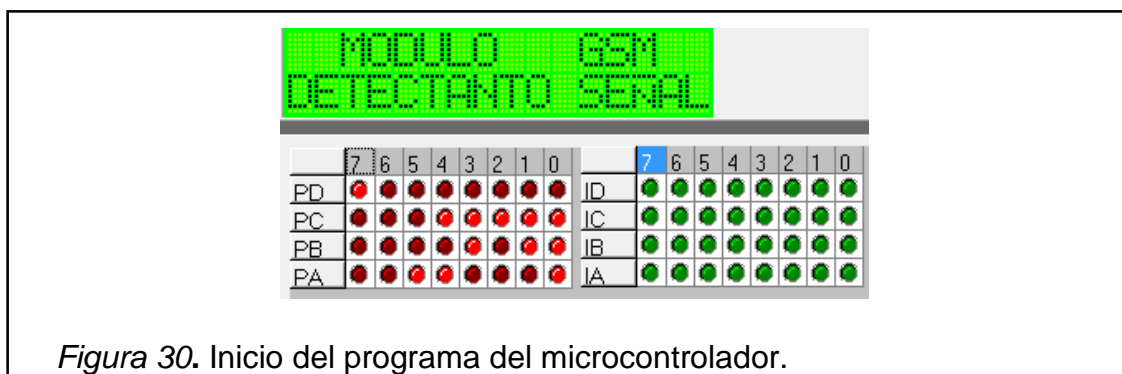 MODULO GSM
DETECTANTO SENAL
7 6 5 4 3 2 1 0 7 6 5 4 3 2 1 0
PD ID
PC IC
PB IB
PA IA
Figura 30. Inicio del programa del microcontrolador.